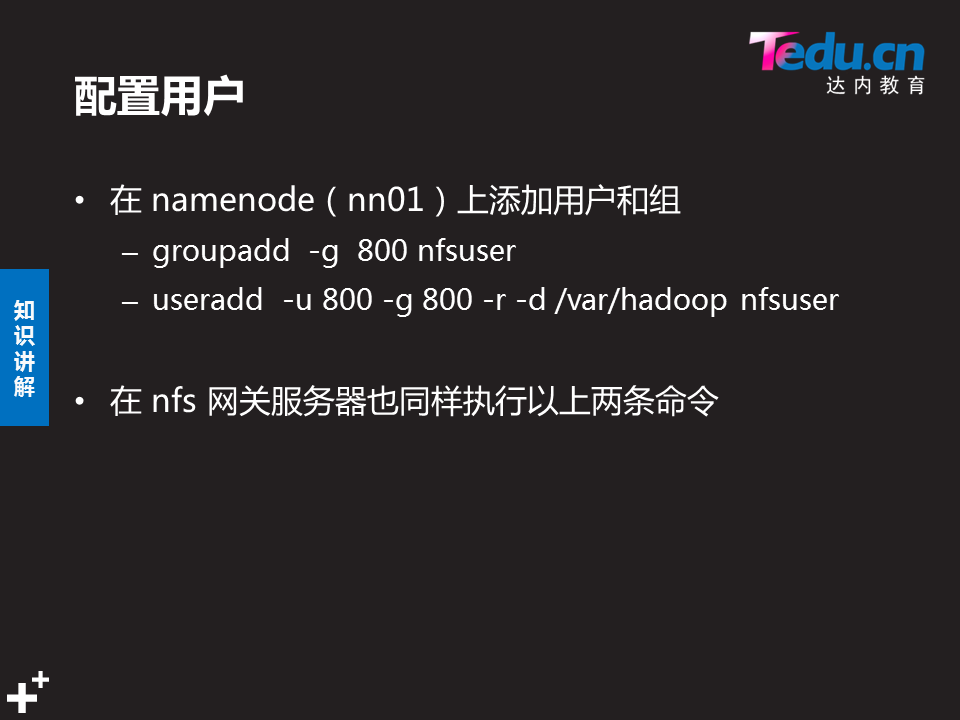 Tedu.cn
达内教育
配置用户
• 在 namenode（nn01）上添加用户和组
– groupadd -g 800 nfsuser
– useradd -u 800 -g 800 -r -d /var/hadoop nfsuser
知识讲解
• 在 nfs 网关服务器也同样执行以上两条命令